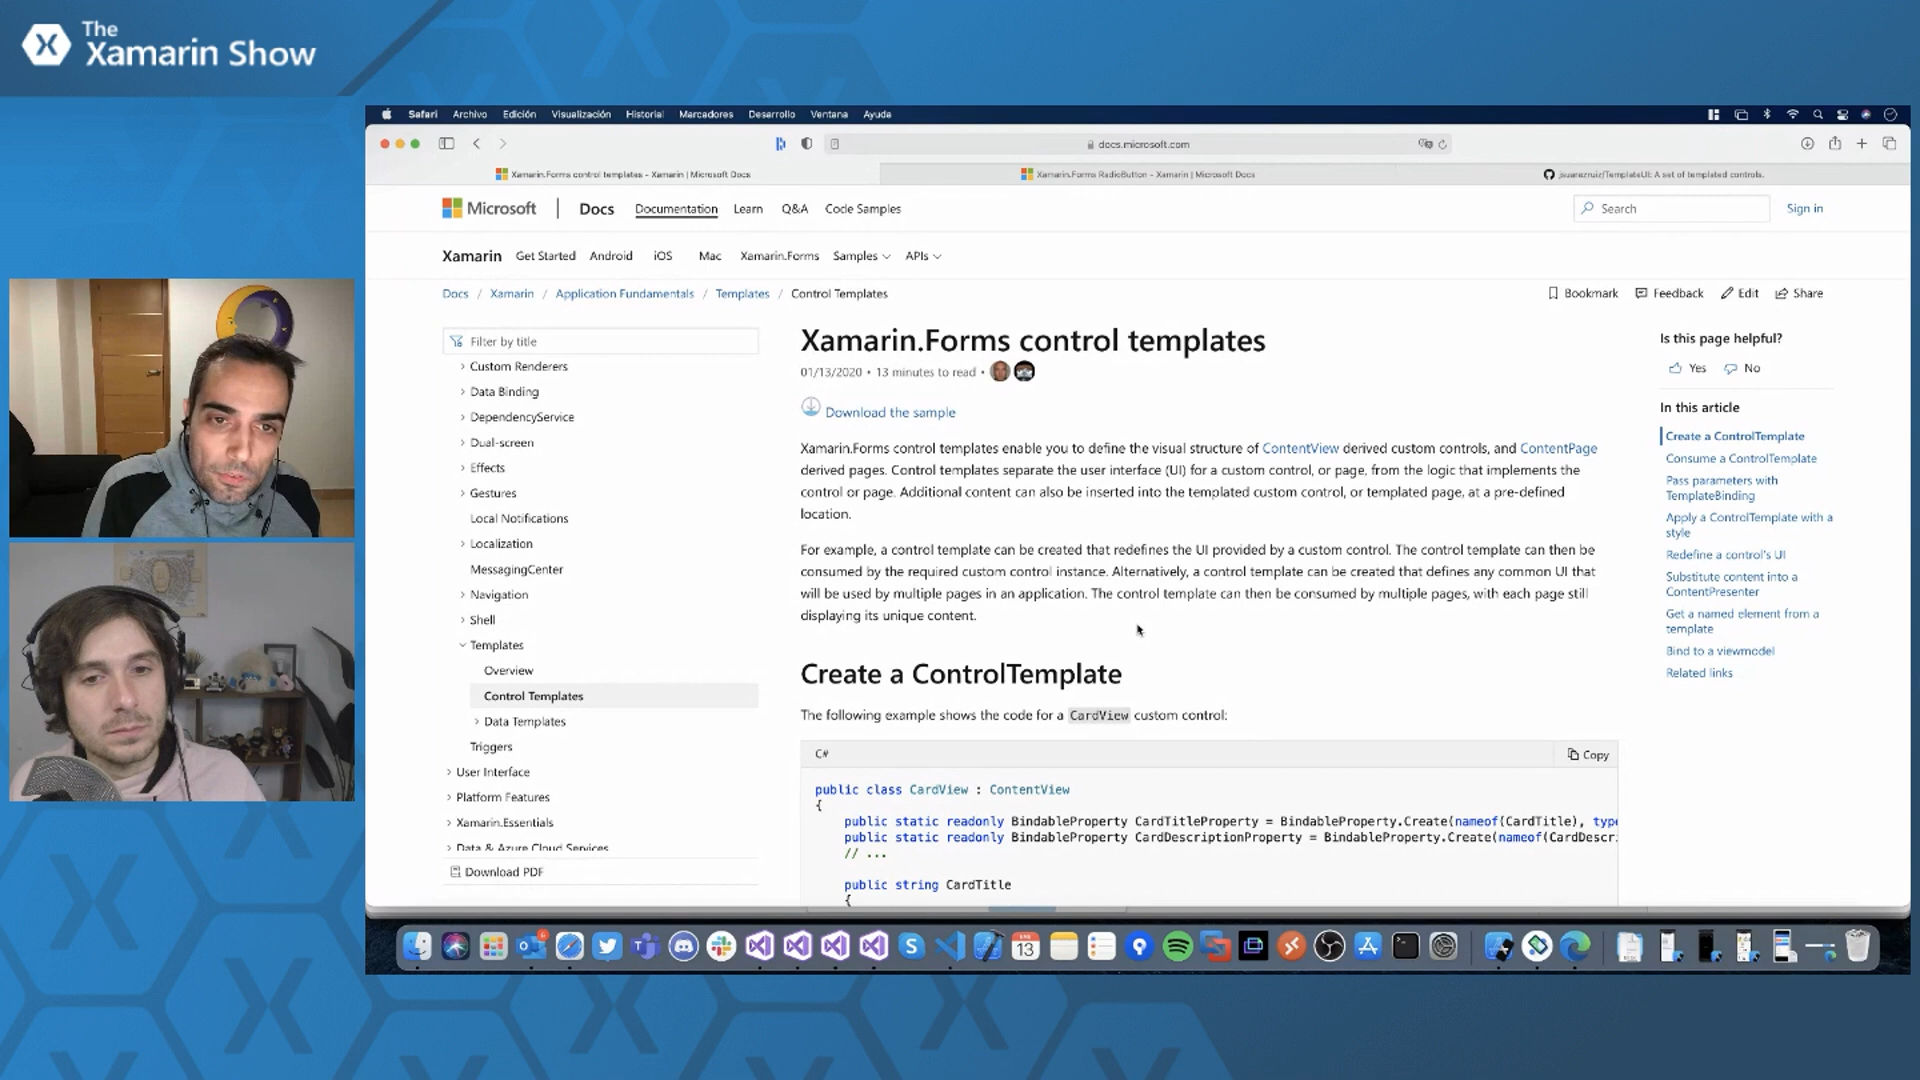 The
Xamarin Show
Safari Archivo Edición Visualización Historial Marcadores Desarrollo Ventana Ayuda
docs.microsoft.com
Xamarin.Forms control templates - Xamarin | Microsoft Docs
Xamarin.Forms RadioButton - Xamarin | Microsoft Docs
jsuarezruiz/TemplateUI: A set of templated controls.
Microsoft Docs Documentation Learn Q&A Code Samples
Search
Sign in
Xamarin Get Started Android iOS Mac Xamarin.Forms Samples APIs
Docs / Xamarin / Application Fundamentals / Templates / Control Templates
Bookmark Feedback Edit Share
Filter by title
Custom Renderers
Data Binding
DependencyService
Dual-screen
Effects
Gestures
Local Notifications
Localization
MessagingCenter
Navigation
Shell
Templates
Overview
Control Templates
Data Templates
Triggers
User Interface
Platform Features
Xamarin.Essentials
Data & Azure Cloud Services
Download PDF
Xamarin.Forms control templates
01/13/2020 • 13 minutes to read •
Download the sample
Xamarin.Forms control templates enable you to define the visual structure of ContentView derived custom controls, and ContentPage
derived pages. Control templates separate the user interface (UI) for a custom control, or page, from the logic that implements the
control or page. Additional content can also be inserted into the templated custom control, or templated page, at a pre-defined
location.
For example, a control template can be created that redefines the UI provided by a custom control. The control template can then be
consumed by the required custom control instance. Alternatively, a control template can be created that defines any common UI that
will be used by multiple pages in an application. The control template can then be consumed by multiple pages, with each page still
displaying its unique content.
Create a ControlTemplate
The following example shows the code for a CardView custom control:
C#
Copy
public class CardView : ContentView
{
public static readonly BindableProperty CardTitleProperty = BindableProperty.Create(nameof(CardTitle), type
public static readonly BindableProperty CardDescriptionProperty = BindableProperty.Create(nameof(CardDescr
// ...
public string CardTitle
{
Is this page helpful?
Yes No
In this article
Create a ControlTemplate
Consume a ControlTemplate
Pass parameters with
TemplateBinding
Apply a ControlTemplate with a
style
Redefine a control's UI
Substitute content into a
ContentPresenter
Get a named element from a
template
Bind to a viewmodel
Related links
13